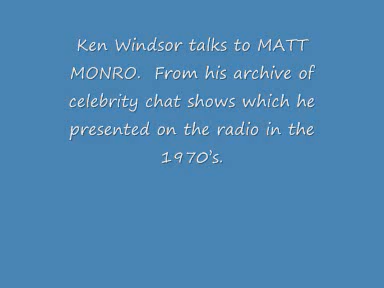 Ken Windsor talks to MATT
MONRO. From his archive of
celebrity chat shows which he
presented on the radio in the
1970's.